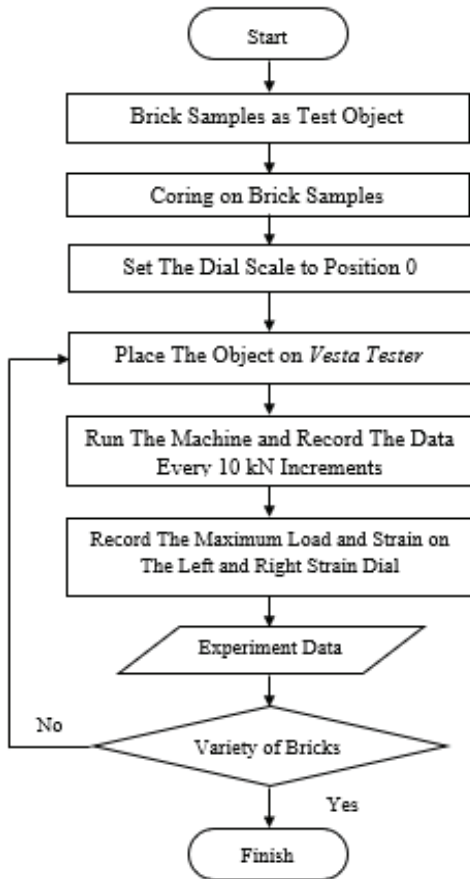 Start
Brick Samples as Test Object
Coring on Brick Samples
Set The Dial Scale to Position 0
Place The Object on Vesta Tester
Run The Machine and Record The Data
Every 10 kN Increments
Record The Maximum Load and Strain on
The Left and Right Strain Dial
Experiment Data
No
Variety of Bricks
Yes
Finish